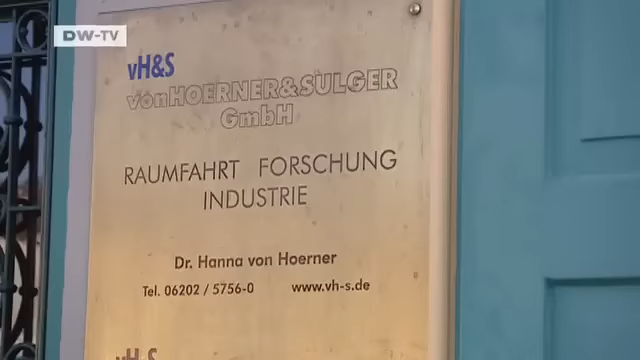 DW-TV
vH&S
vonHOERNER&SULGER
GmbH
RAUMFAHRT FORSCHUNG
INDUSTRIE
Dr. Hanna von Hoerner
Tel. 06202 / 5756-0 www.vh-s.de
vH&S